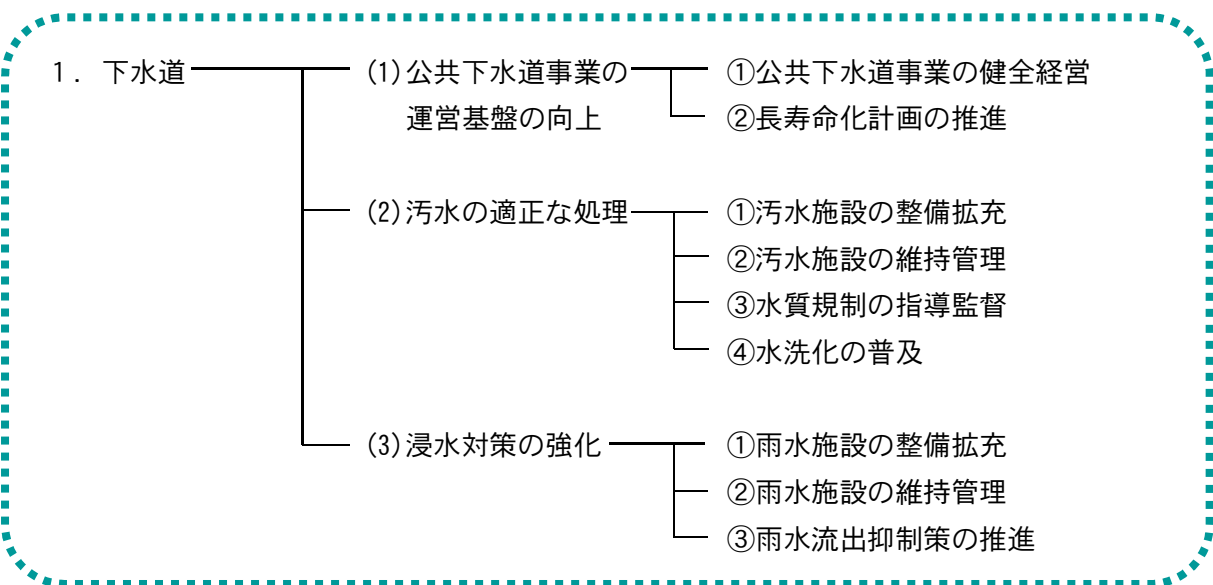 1．下水道 (1)公共下水道事業の ①公共下水道事業の健全経営
運営基盤の向上 ②長寿命化計画の推進
(2)汚水の適正な処理 ①汚水施設の整備拡充
②汚水施設の維持管理
③水質規制の指導監督
④水洗化の普及
(3)浸水対策の強化 ①雨水施設の整備拡充
②雨水施設の維持管理
③雨水流出抑制策の推進